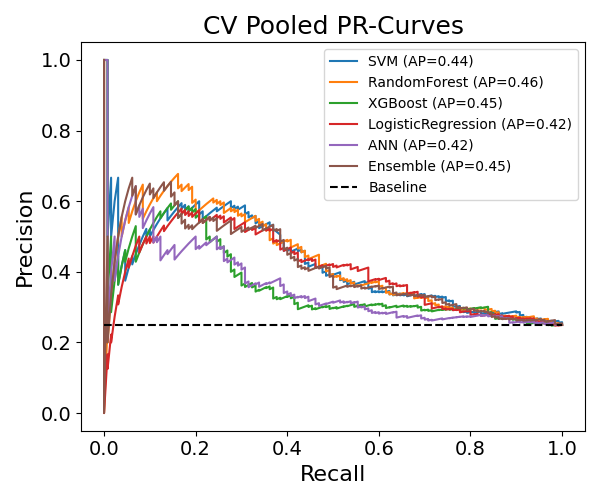 CV Pooled PR-Curves
SVM (AP=0.44)
RandomForest (AP=0.46)
XGBoost (AP=0.45)
LogisticRegression (AP=0.42)
ANN (AP=0.42)
Ensemble (AP=0.45)
Baseline
Precision
1.0
0.8
0.6
0.4
0.2
0.0
0.0 0.2 0.4 0.6 0.8 1.0
Recall